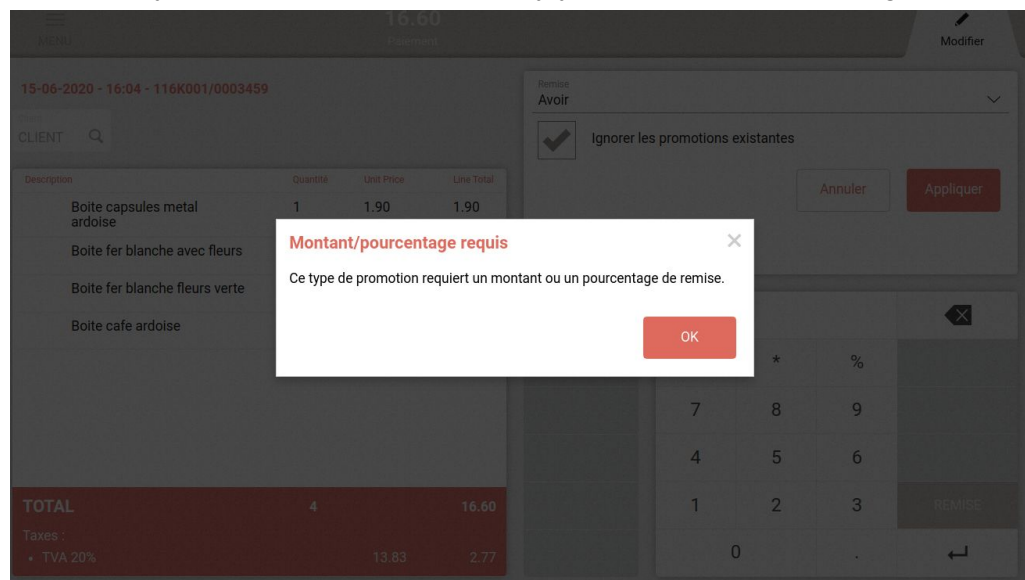 16.60
MENU
Paiement
Modifier
15-06-2020 - 16:04 - 116K001/0003459
CLIENT
Description Quantité Unit Price Line Total
Boite capsules metal 1 1.90 1.90
ardoise
Boite fer blanche avec fleurs
Boite fer blanche fleurs verte
Boite cafe ardoise
TOTAL 4 16.60
Taxes :
• TVA 20% 13.83 2.77
Remise
Avoir
Ignorer les promotions existantes
Annuler Appliquer
Montant/pourcentage requis
Ce type de promotion requiert un montant ou un pourcentage de remise.
OK
* %
7 8 9
4 5 6
1 2 3 REMISE
0 .